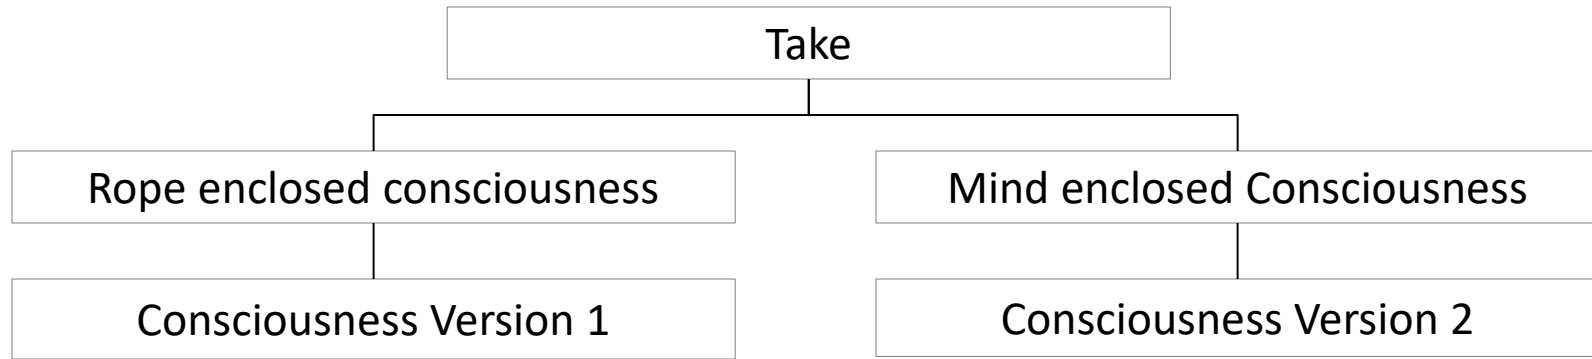 Take
Rope enclosed consciousness
Mind enclosed Consciousness
Consciousness Version 1
Consciousness Version 2